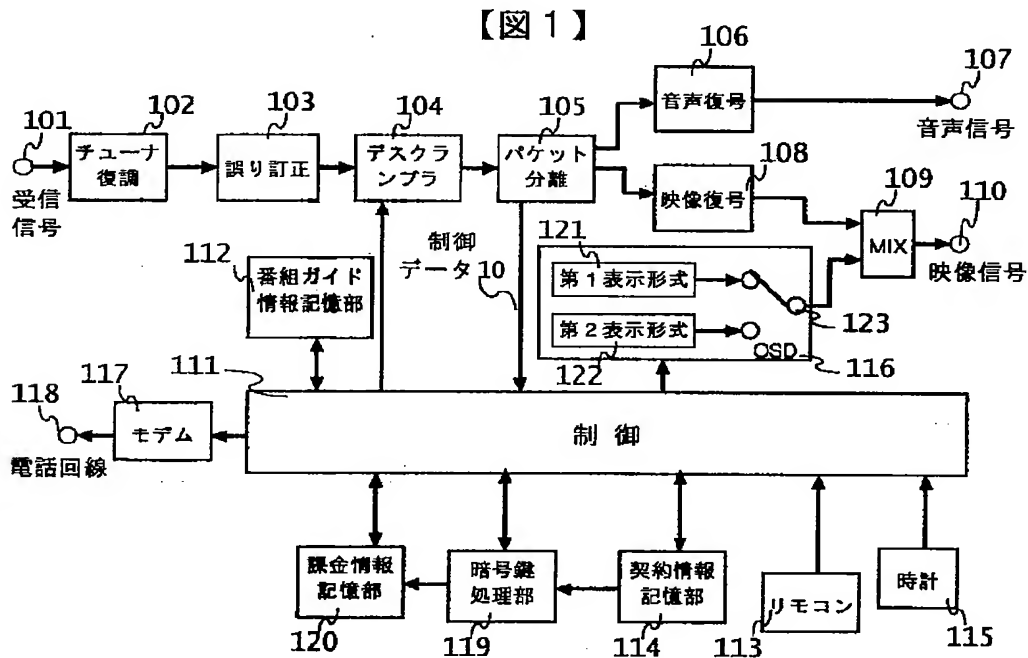 【図1】
106
107
音声復号
音声信号
101
102
103
104
105
チューナ
復調
誤り訂正
デスクラ
ンブラ
パケット
分離
受信
信号
108
映像復号
109
110
MIX
映像信号
制御
データ10
112
番組ガイド
情報記憶部
121
第1表示形式
第2表示形式
122
123
OSD
116
111
117
118
モデム
電話回線
制御
課金情報
記憶部
120
暗号鍵
処理部
119
契約情報
記憶部
114
リモコン
113
時計
115